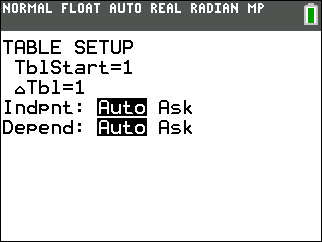 NORMAL FLOAT AUTO REAL RADIAN MP
TABLE SETUP
TblStart=1
△Tbl=1
Indpnt: Auto Ask
Depend: Auto Ask